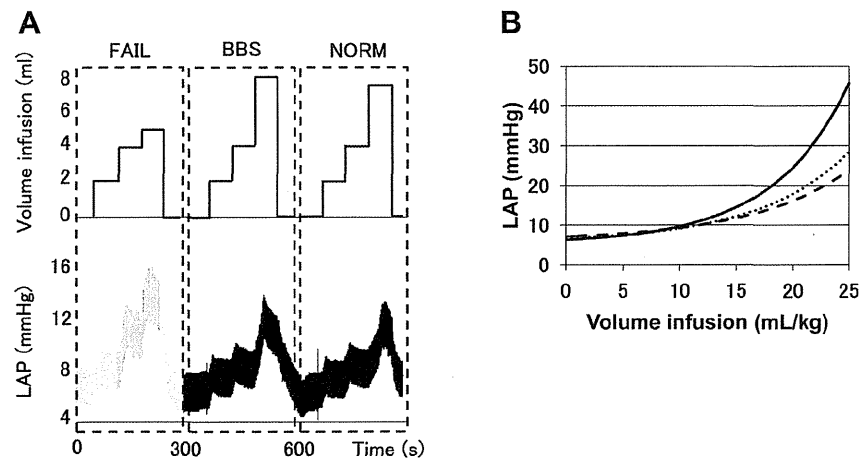 A
FAIL BBS NORM
Volume infusion (ml)
8
6
4
2
0
LAP (mmHg)
16
12
8
4
0 300 600 Time (s)
B
LAP (mmHg)
50
40
30
20
10
0
0 5 10 15 20 25
Volume infusion (mL/kg)